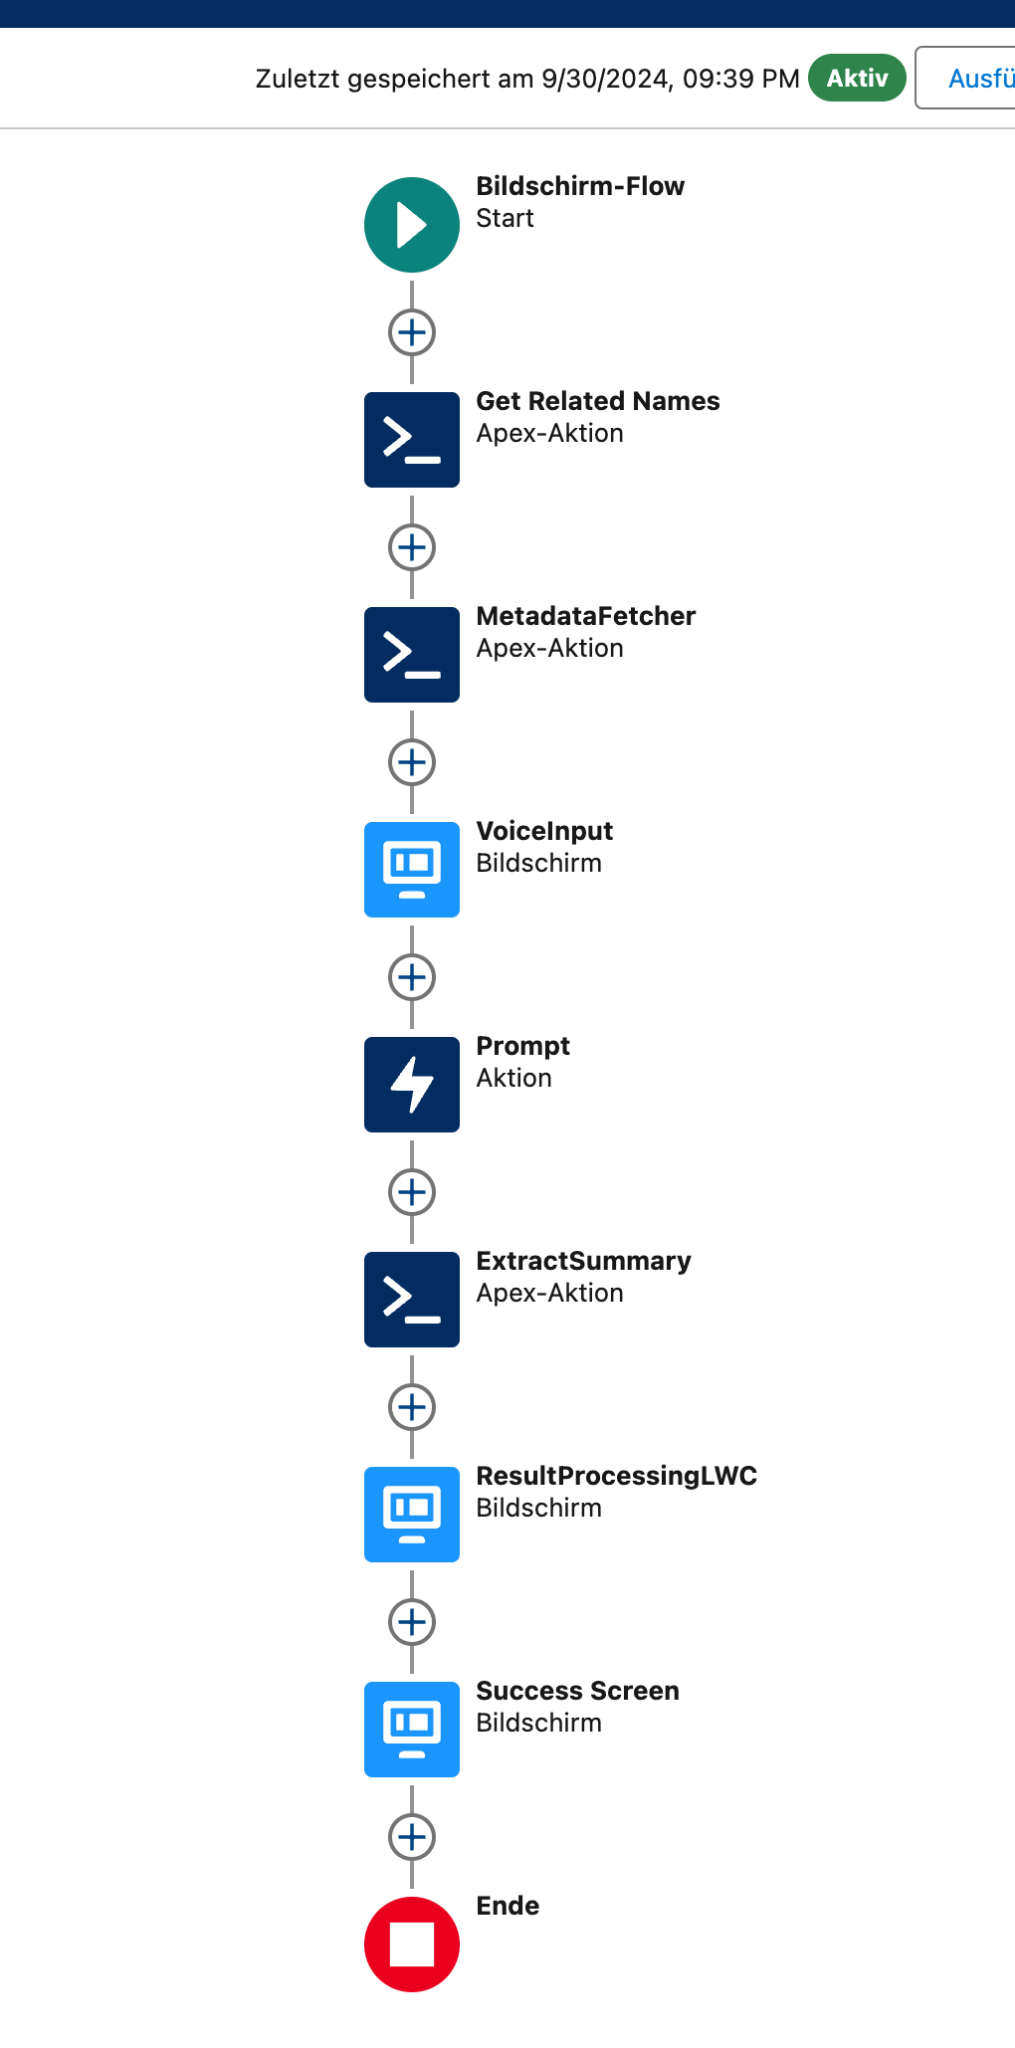 Zuletzt gespeichert am 9/30/2024, 09:39 PM Aktiv Ausfü
Bildschirm-Flow
Start
Get Related Names
Apex-Aktion
MetadataFetcher
Apex-Aktion
VoiceInput
Bildschirm
Prompt
Aktion
ExtractSummary
Apex-Aktion
ResultProcessingLWC
Bildschirm
Success Screen
Bildschirm
Ende